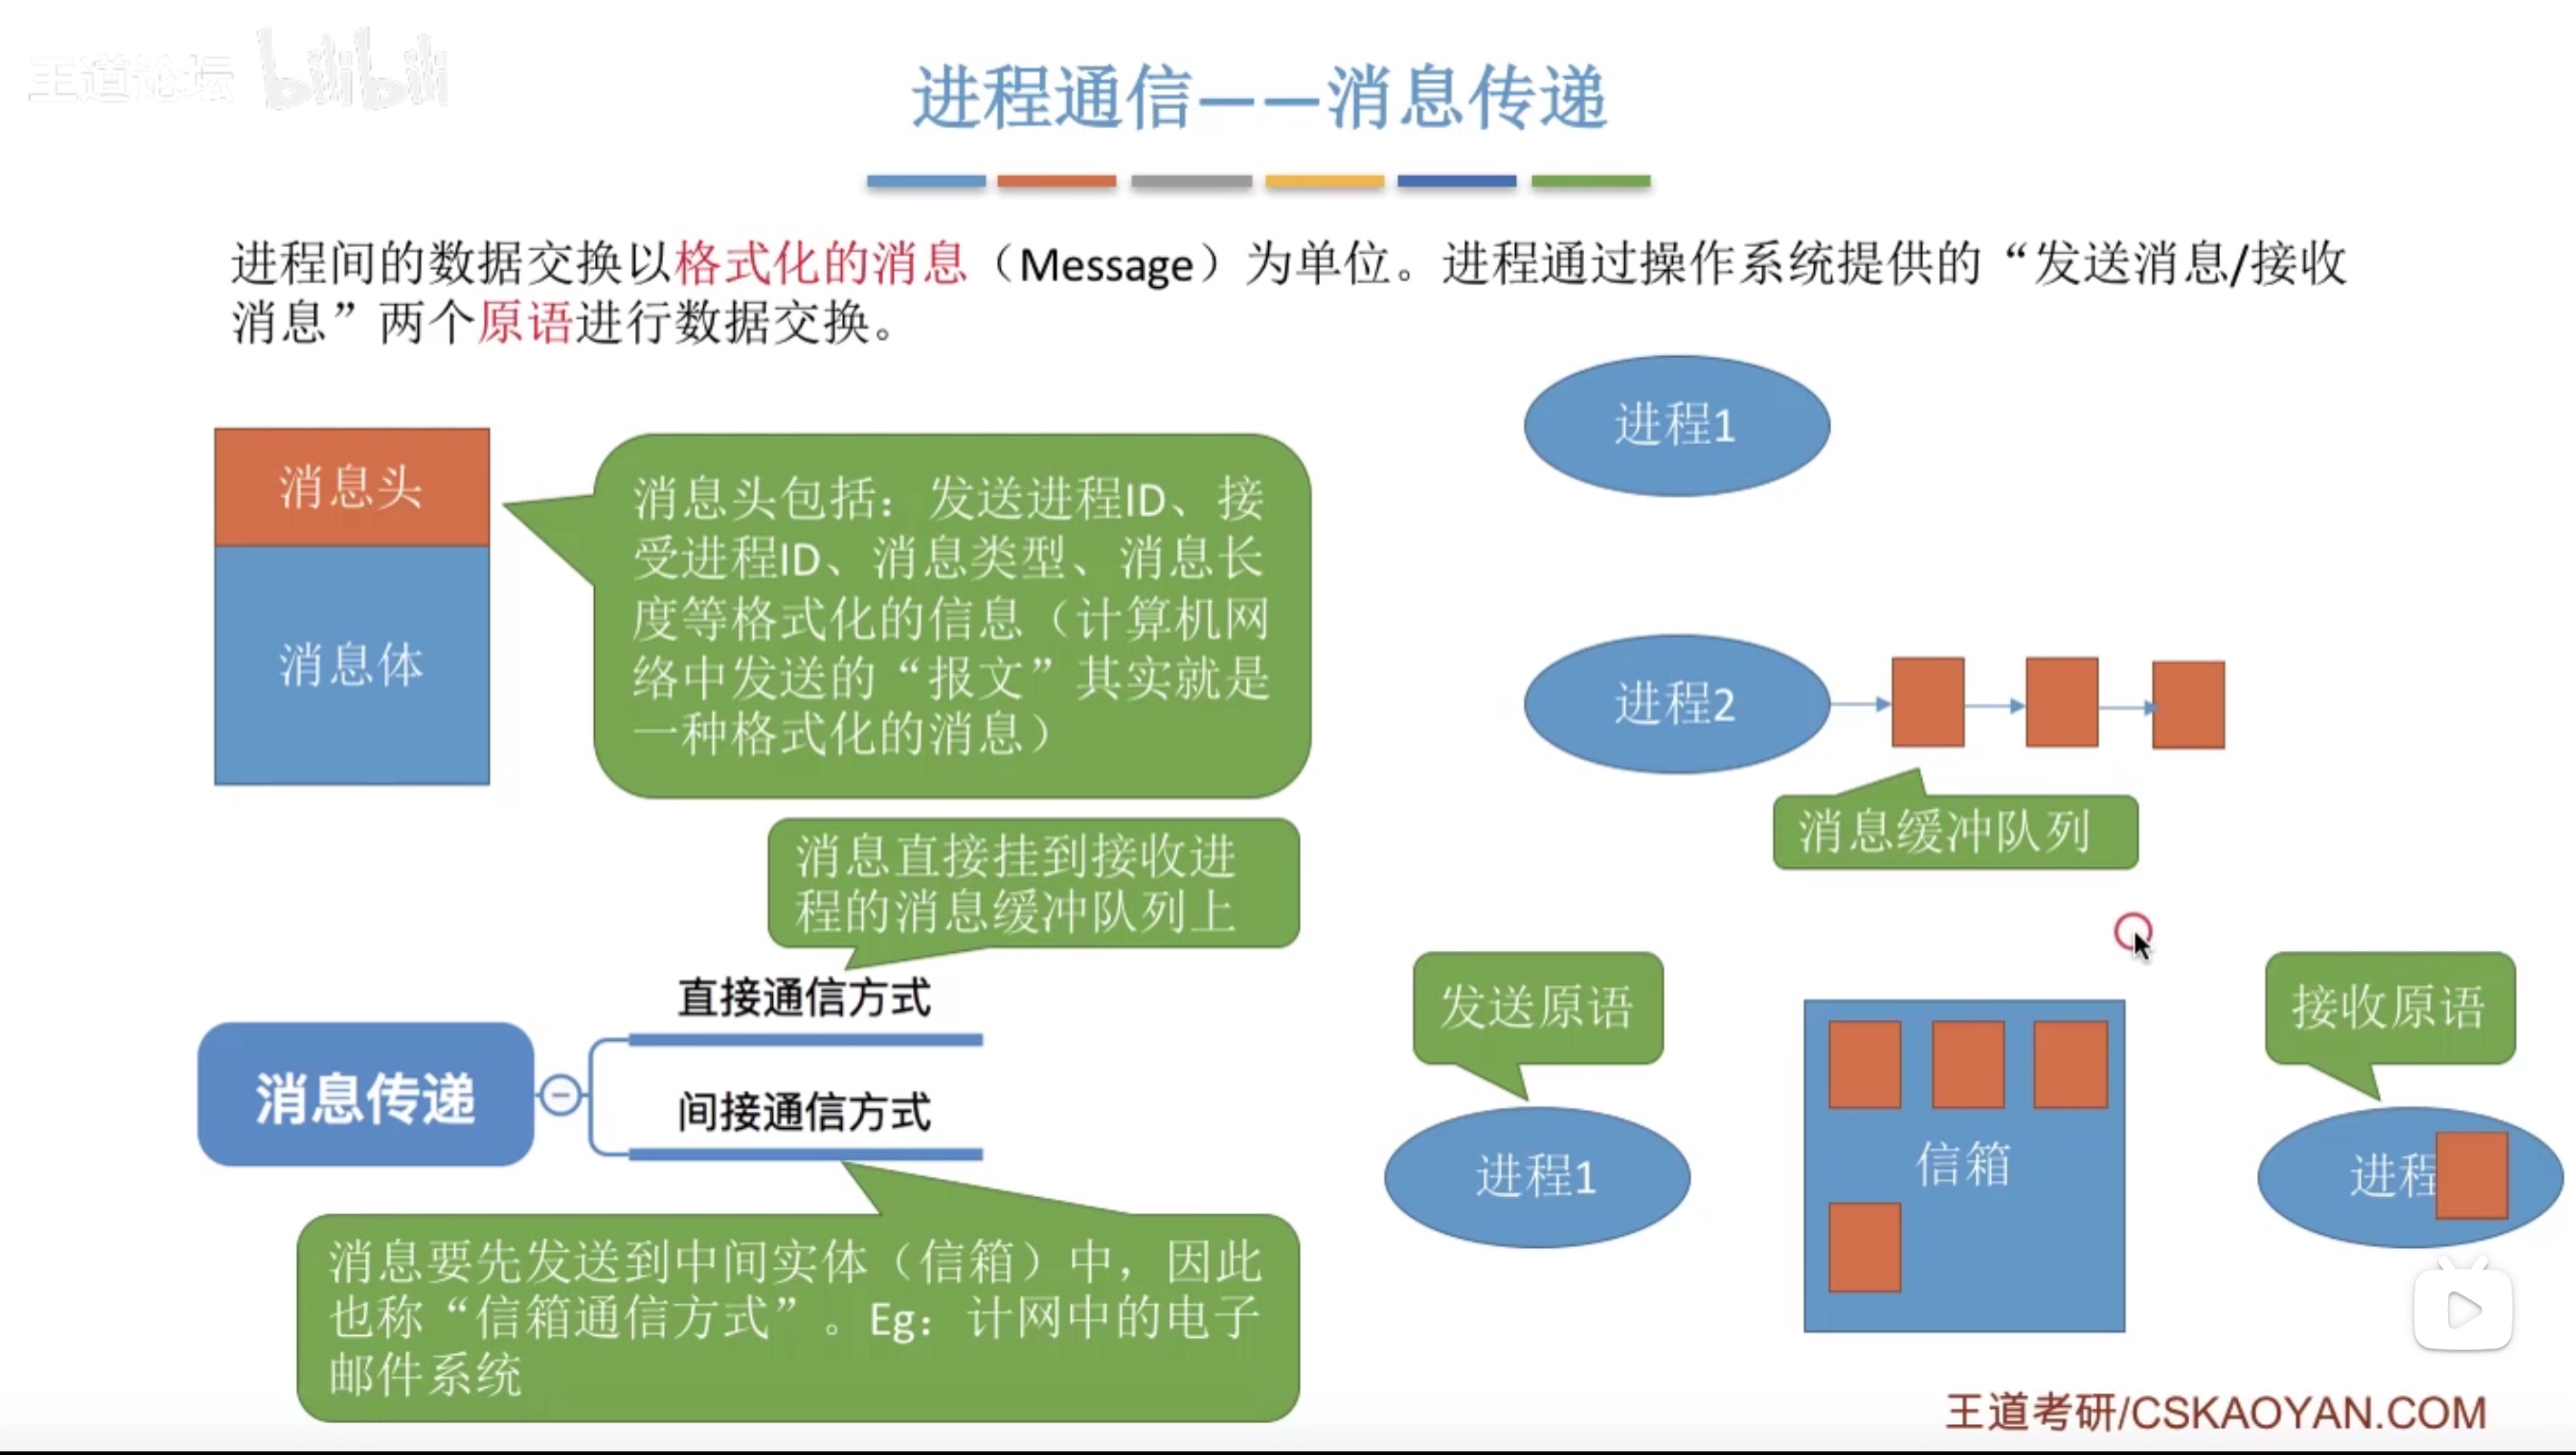 王道论坛 bilibili
进程通信——消息传递
进程间的数据交换以格式化的消息（Message）为单位。进程通过操作系统提供的“发送消息/接收
消息”两个原语进行数据交换。
消息头
消息体
消息头包括：发送进程ID、接
受进程ID、消息类型、消息长
度等格式化的信息（计算机网
络中发送的“报文”其实就是
一种格式化的消息）
进程1
进程2
消息缓冲队列
消息直接挂到接收进
程的消息缓冲队列上
直接通信方式
消息传递
间接通信方式
消息要先发送到中间实体（信箱）中，因此
也称“信箱通信方式”。Eg：计网中的电子
邮件系统
发送原语
进程1
信箱
接收原语
进程
王道考研/CSKAOYAN.COM